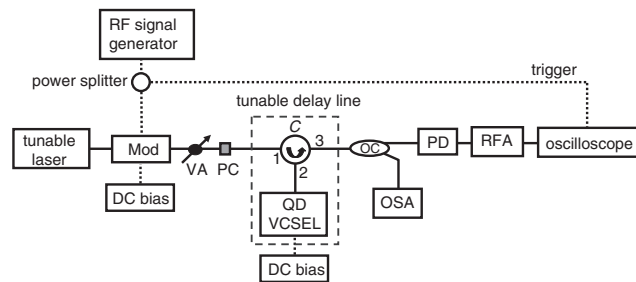 RF signal
generator
power splitter
trigger
tunable delay line
C
tunable
laser
Mod
VA
PC
1
3
2
OC
PD
RFA
oscilloscope
DC bias
QD
VCSEL
OSA
DC bias